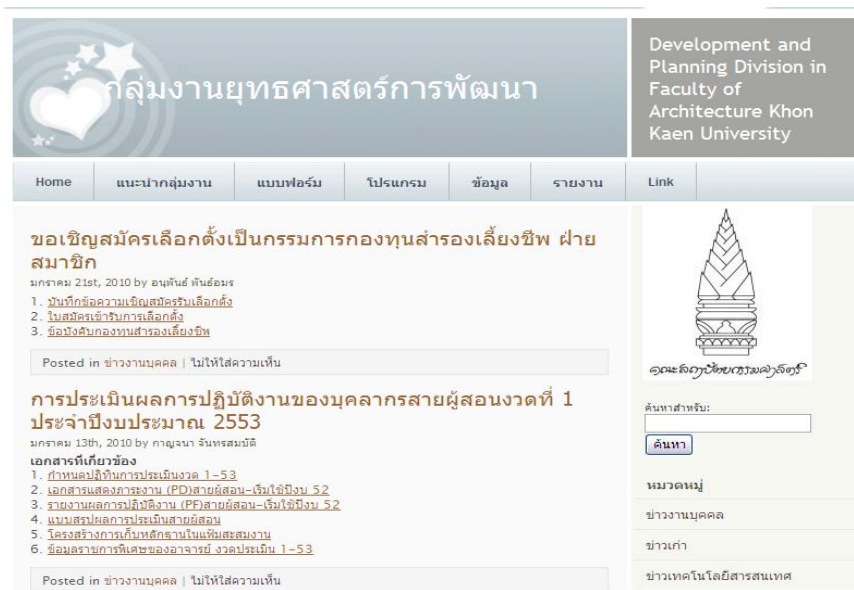 กลุ่มงานยุทธศาสตร์การพัฒนา
Development and
Planning Division in
Faculty of
Architecture Khon
Kaen University
Home แนะนำกลุ่มงาน แบบฟอร์ม โปรแกรม ข้อมูล รายงาน Link
ขอเชิญสมัครเลือกตั้งเป็นกรรมการกองทุนสำรองเลี้ยงชีพ ฝ่าย
สมาชิก
มกราคม 21st, 2010 by อนุพันธ์ พันธ์อมร
1. บันทึกข้อความเชิญสมัครรับเลือกตั้ง
2. ใบสมัครเข้ารับการเลือกตั้ง
3. ข้อบังคับกองทุนสำรองเลี้ยงชีพ
Posted in ข่าวงานบุคคล | ไม่ให้ใส่ความเห็น
การประเมินผลการปฏิบัติงานของบุคลากรสายผู้สอนงวดที่ 1
ประจำปีงบประมาณ 2553
มกราคม 13th, 2010 by กาญจนา จันทรสมบัติ
เอกสารที่เกี่ยวข้อง
1. กำหนดปฏิทินการประเมินงวด 1-53
2. เอกสารแสดงภาระงาน (PD)สายผู้สอน-เริ่มใช้ปีงบ 52
3. รายงานผลการปฏิบัติงาน (PF)สายผู้สอน-เริ่มใช้ปีงบ 52
4. แบบสรุปผลการประเมินสายผู้สอน
5. โครงสร้างการเก็บหลักฐานในแฟ้มสะสมงาน
6. ข้อมูลราชการพิเศษของอาจารย์ งวดประเมิน 1-53
Posted in ข่าวงานบุคคล | ไม่ให้ใส่ความเห็น
คณะสถาปัตยกรรมศาสตร์
ค้นหาสำหรับ:
ค้นหา
หมวดหมู่
ข่าวงานบุคคล
ข่าวเก่า
ข่าวเทคโนโลยีสารสนเทศ